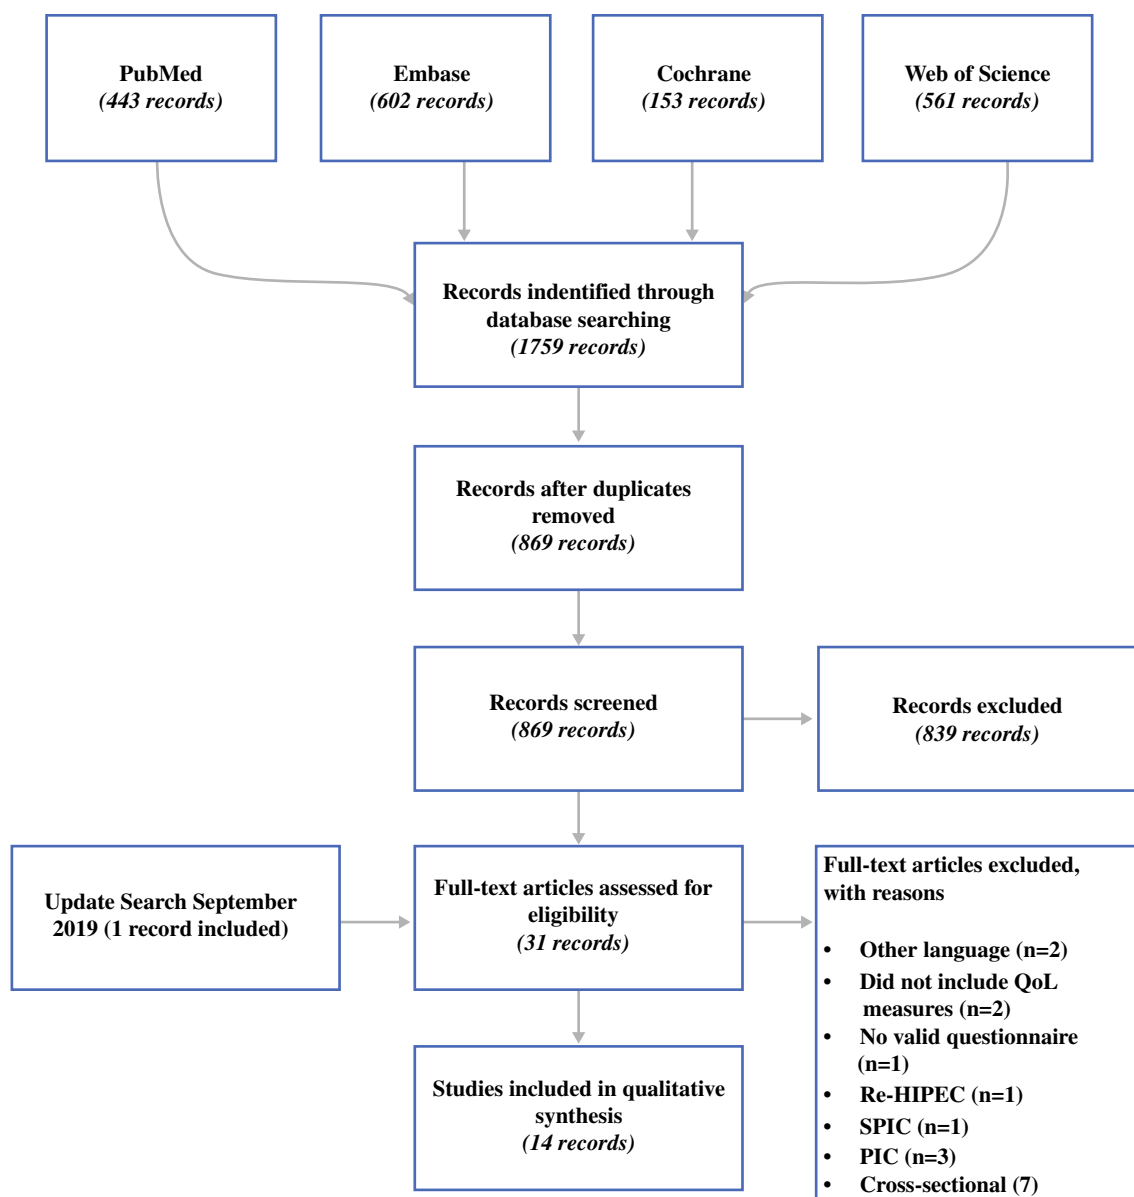 PubMed
(443 records)
Embase
(602 records)
Cochrane
(153 records)
Web of Science
(561 records)
Records indentified through
database searching
(1759 records)
Records after duplicates
removed
(869 records)
Records screened
(869 records)
Records excluded
(839 records)
Update Search September
2019 (1 record included)
Full-text articles assessed for
eligibility
(31 records)
Full-text articles excluded,
with reasons
• Other language (n=2)
• Did not include QoL
measures (n=2)
• No valid questionnaire
(n=1)
• Re-HIPEC (n=1)
• SPIC (n=1)
• PIC (n=3)
• Cross-sectional (7)
Studies included in qualitative
synthesis
(14 records)